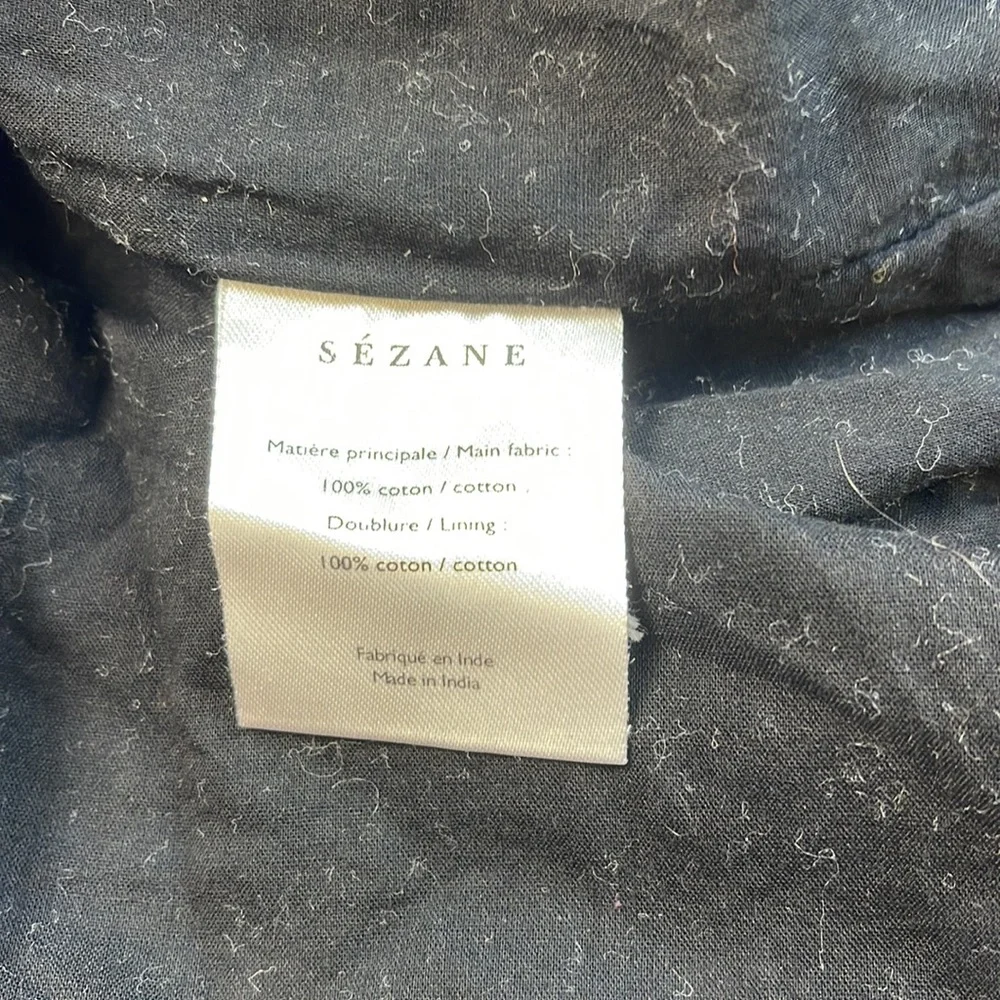 SÉZANE
Matière principale / Main fabric :
100% coton / cotton .
Doublure / Lining :
100% coton / cotton
Fabriqué en Inde
Made in India